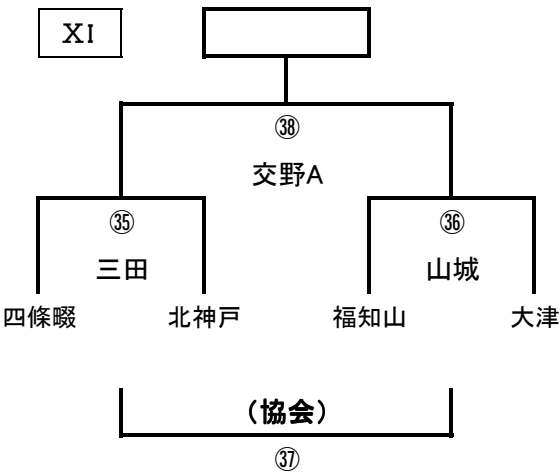 XI
㊳
交野A
㉟ ㊱
三田 山城
四條畷 北神戸 福知山 大津
(協会)
㊲